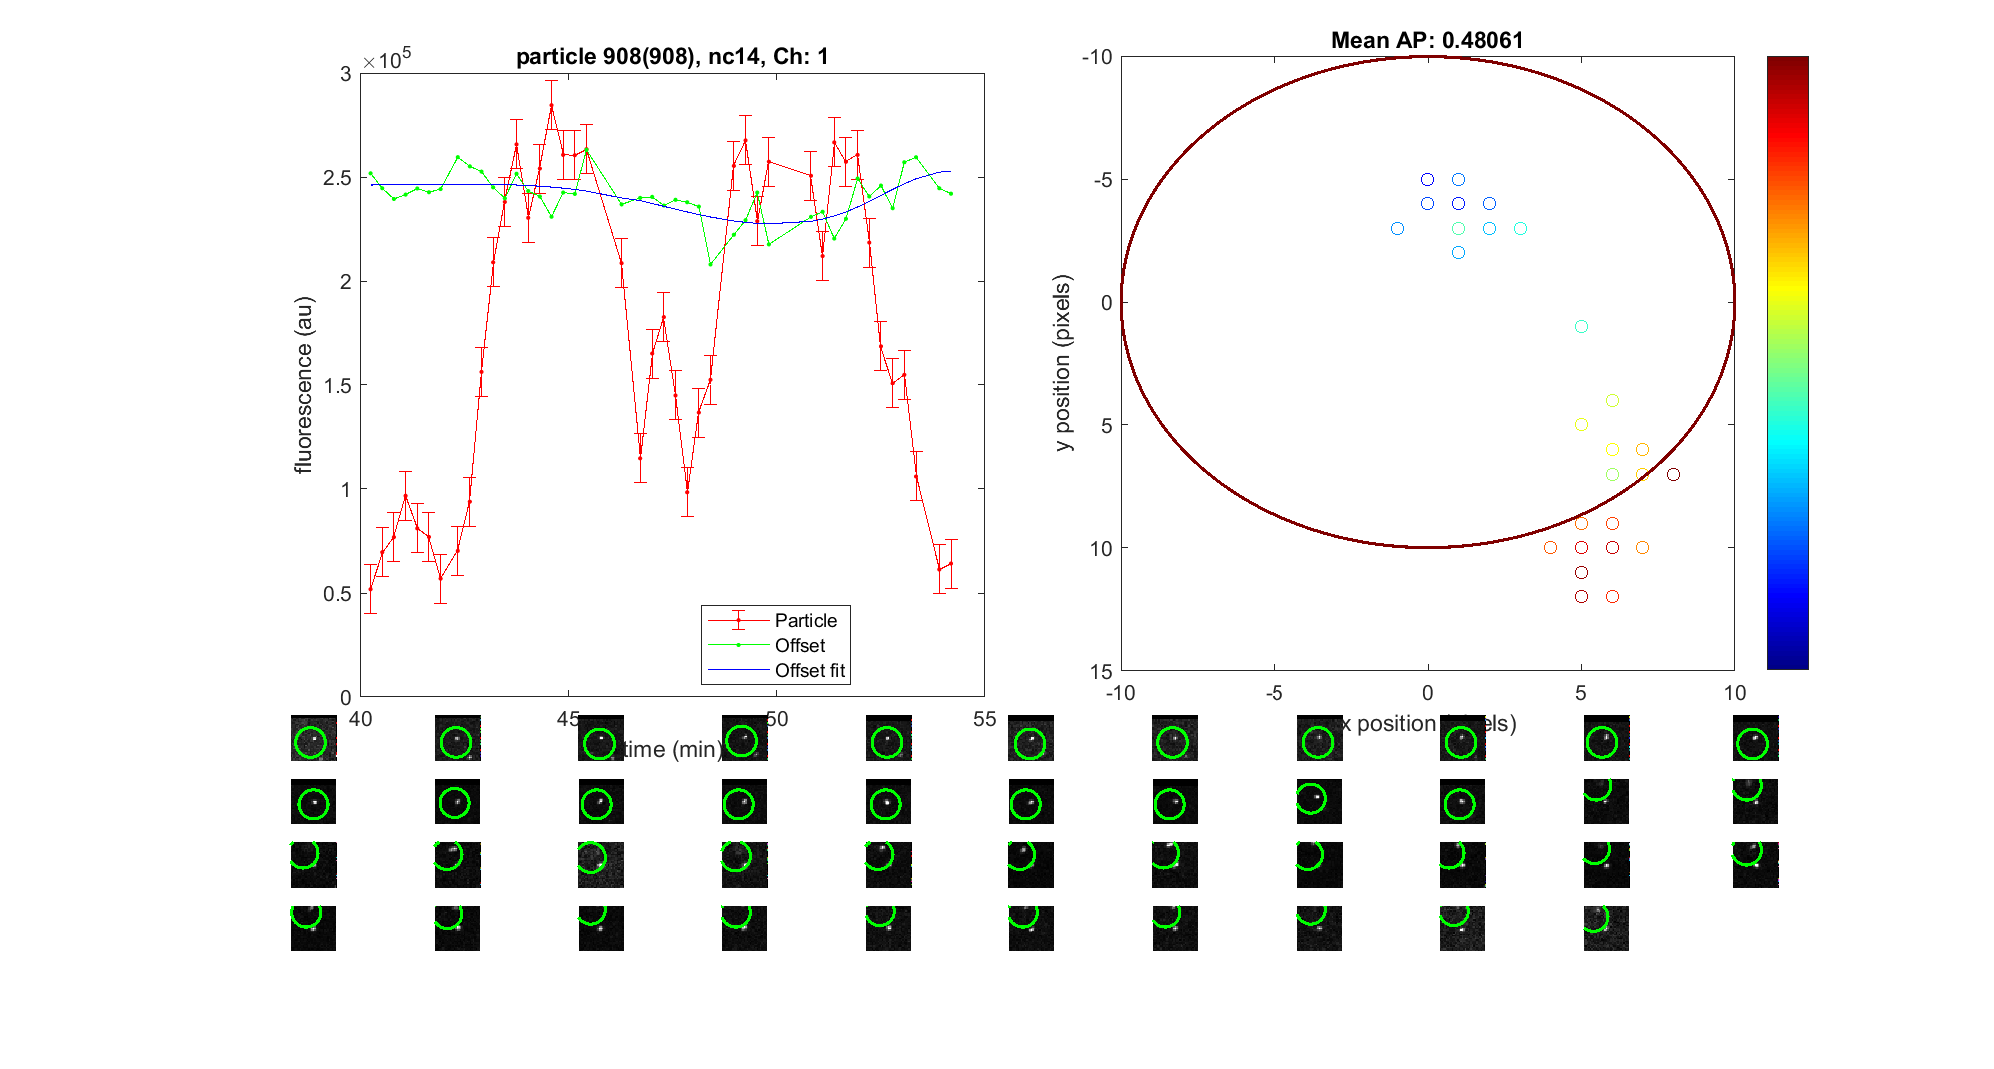 particle 908(908), nc14, Ch: 1
×10^5
3
2.5
2
1.5
1
0.5
0
fluorescence (au)
40
45
50
55
time (min)
Particle
Offset
Offset fit
Mean AP: 0.48061
-10
-5
0
5
10
15
y position (pixels)
-10
-5
0
5
10
x position els)